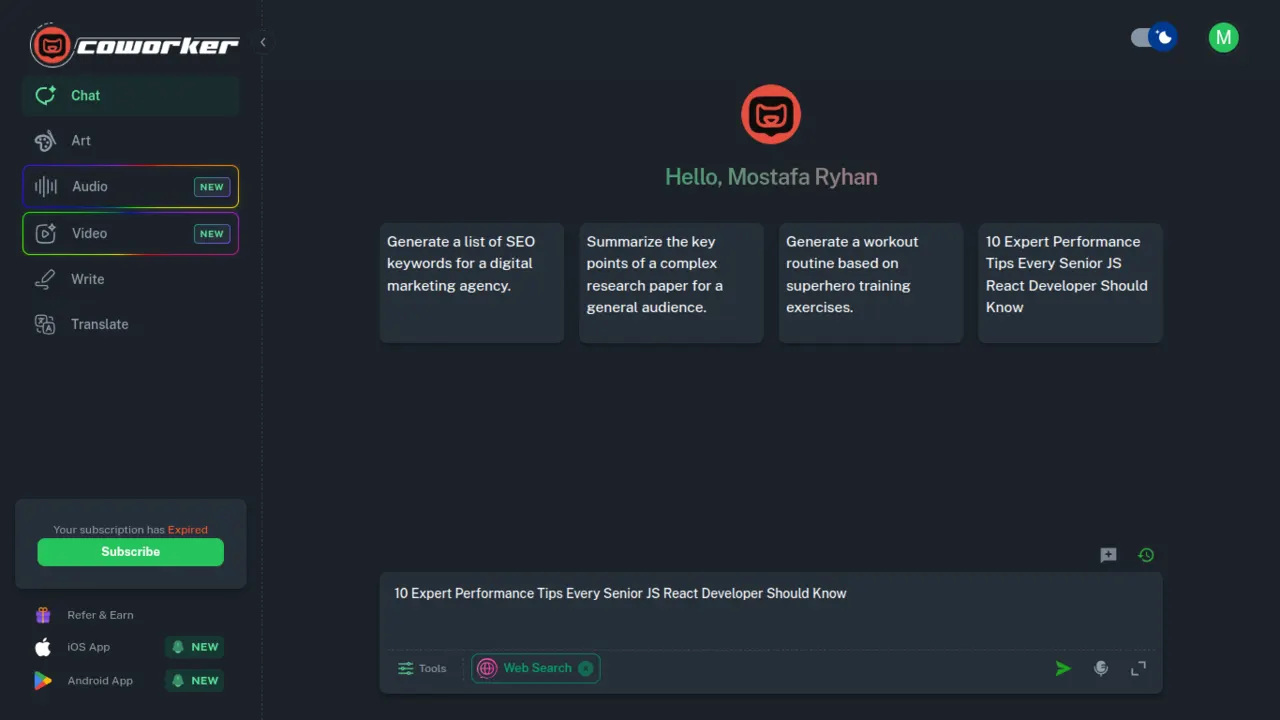 coworker
Chat
Art
Audio
NEW
Video
NEW
Write
Translate
Your subscription has Expired
Subscribe
Refer & Earn
iOS App
NEW
Android App
NEW
M
Hello, Mostafa Ryhan
Generate a list of SEO
keywords for a digital
marketing agency.
Summarize the key
points of a complex
research paper for a
general audience.
Generate a workout
routine based on
superhero training
exercises.
10 Expert Performance
Tips Every Senior JS
React Developer Should
Know
10 Expert Performance Tips Every Senior JS React Developer Should Know
Tools
Web Search